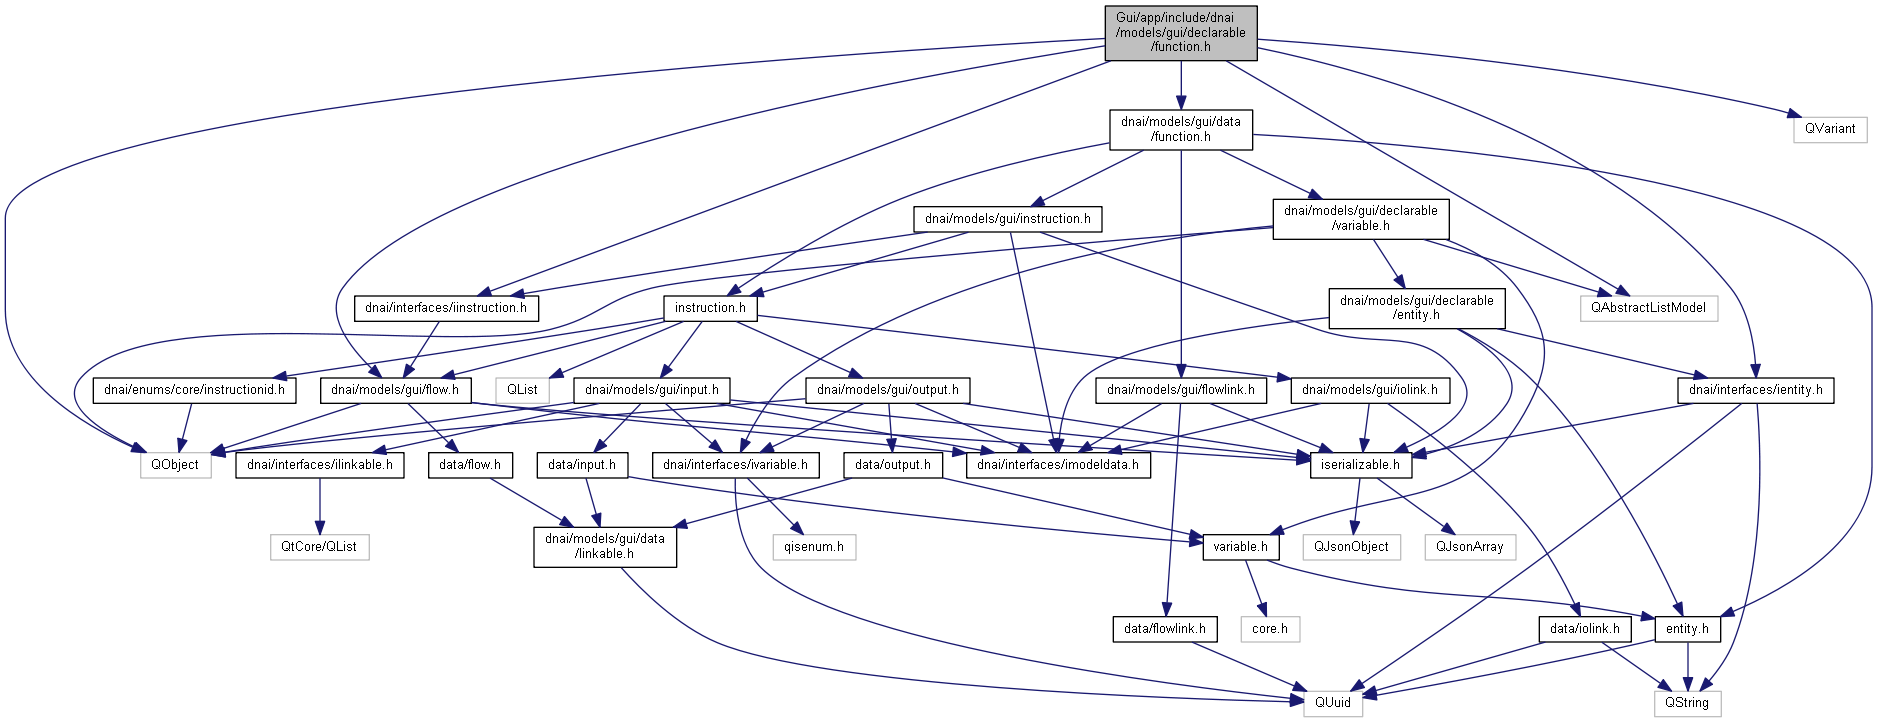 Gui/app/include/dnai
/models/gui/declarable
/function.h
dnai/models/gui/data
/function.h
QVariant
dnai/models/gui/instruction.h
dnai/models/gui/declarable
/variable.h
dnai/interfaces/iinstruction.h
instruction.h
dnai/models/gui/declarable
/entity.h
QAbstractListModel
dnai/enums/core/instructionid.h
dnai/models/gui/flow.h
QList
dnai/models/gui/input.h
dnai/models/gui/output.h
dnai/models/gui/flowlink.h
dnai/models/gui/iolink.h
dnai/interfaces/ientity.h
QObject
dnai/interfaces/ilinkable.h
data/flow.h
data/input.h
dnai/interfaces/ivariable.h
data/output.h
dnai/interfaces/imodeldata.h
iserializable.h
QtCore/QList
dnai/models/gui/data
/linkable.h
qisenum.h
variable.h
QJsonObject
QJsonArray
data/flowlink.h
core.h
data/iolink.h
entity.h
QUuid
QString